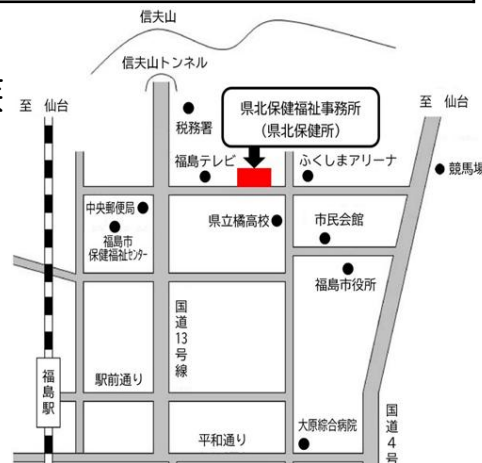 信夫山
信夫山トンネル
至 仙台
税務署
県北保健福祉事務所
(県北保健所)
至 仙台
福島テレビ
ふくしまアリーナ
競馬場
中央郵便局
県立橘高校
市民会館
福島市
保健福祉センター
福島市役所
国道13号線
福島駅
駅前通り
大原綜合病院
国道4号
平和通り